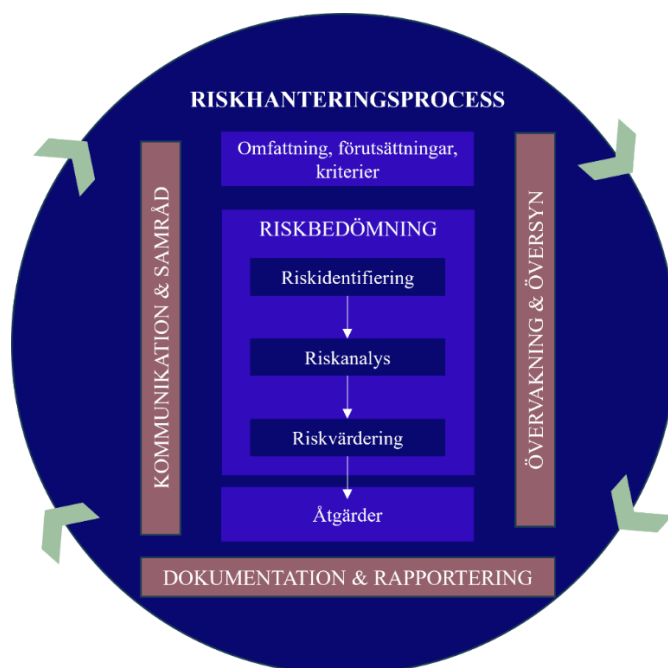 RISKHANTERINGSPROCESS
Omfattning, förutsättningar,
kriterier
KOMMUNIKATION & SAMRÅD
RISKBEDÖMNING
Riskidentifiering
Riskanalys
Riskvärdering
Åtgärder
ÖVERVAKNING & ÖVERSYN
DOKUMENTATION & RAPPORTERING